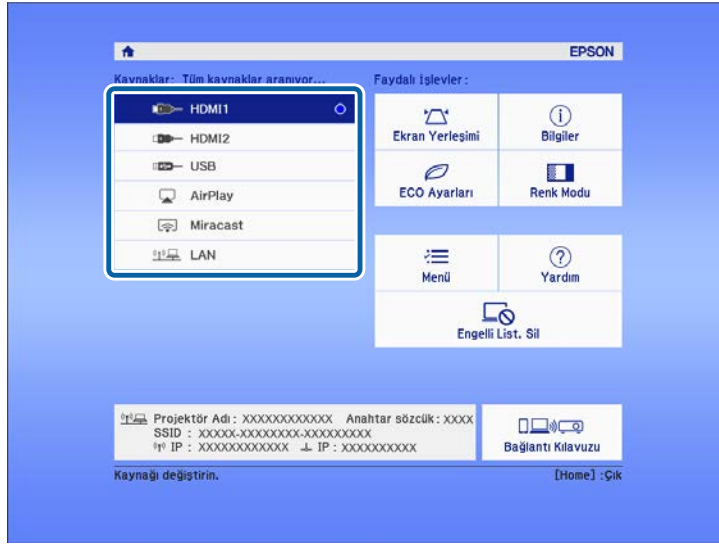 EPSON
Kaynaklar: Tüm kaynaklar aranıyor...
HDMI1
HDMI2
USB
AirPlay
Miracast
LAN
Faydalı İşlevler:
Ekran Yerleşimi
Bilgiler
ECO Ayarları
Renk Modu
Menü
Yardım
Engelli List. Sil
Projektör Adı: XXXXXXXXXXXX Anahtar sözcük: XXXX
SSID : XXXXX-XXXXXXXX-XXXXXXXXX
IP : XXXXXXXXXXXX IP : XXXXXXXXXX
Bağlantı Kılavuzu
Kaynağı değiştirin.
[Home] :Çık